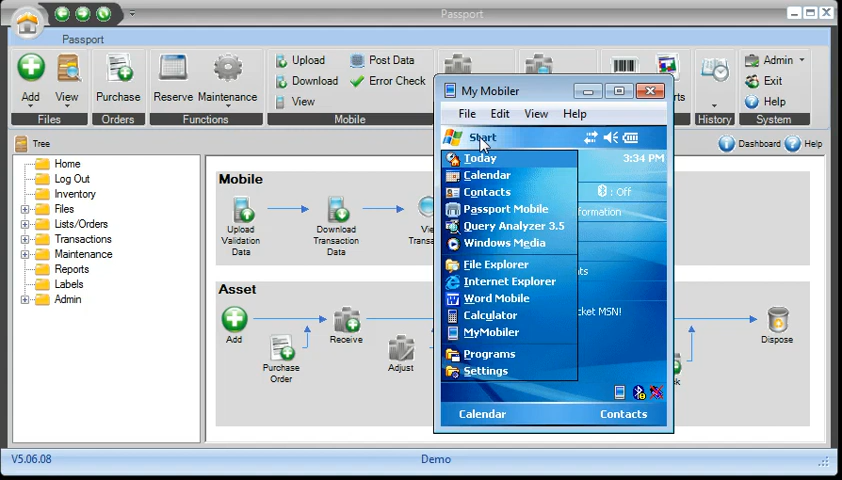 Passport
Passport
Add
View
Files
Purchase
Orders
Reserve
Maintenance
Functions
Upload
Download
View
Post Data
Error Check
Mobile
History
Admin
Exit
Help
System
Tree
Dashboard
Help
Home
Log Out
Inventory
Files
Lists/Orders
Transactions
Maintenance
Reports
Labels
Admin
Mobile
Upload
Validation
Data
Download
Transaction
Data
Asset
Add
Purchase
Order
Receive
Adjust
Dispose
My Mobiler
File Edit View Help
Start
Today
3:34 PM
Calendar
Contacts
: Off
Passport Mobile
Query Analyzer 3.5
Windows Media
File Explorer
Internet Explorer
Word Mobile
Calculator
cket MSN!
MyMobiler
Programs
Settings
Calendar
Contacts
V5.06.08
Demo